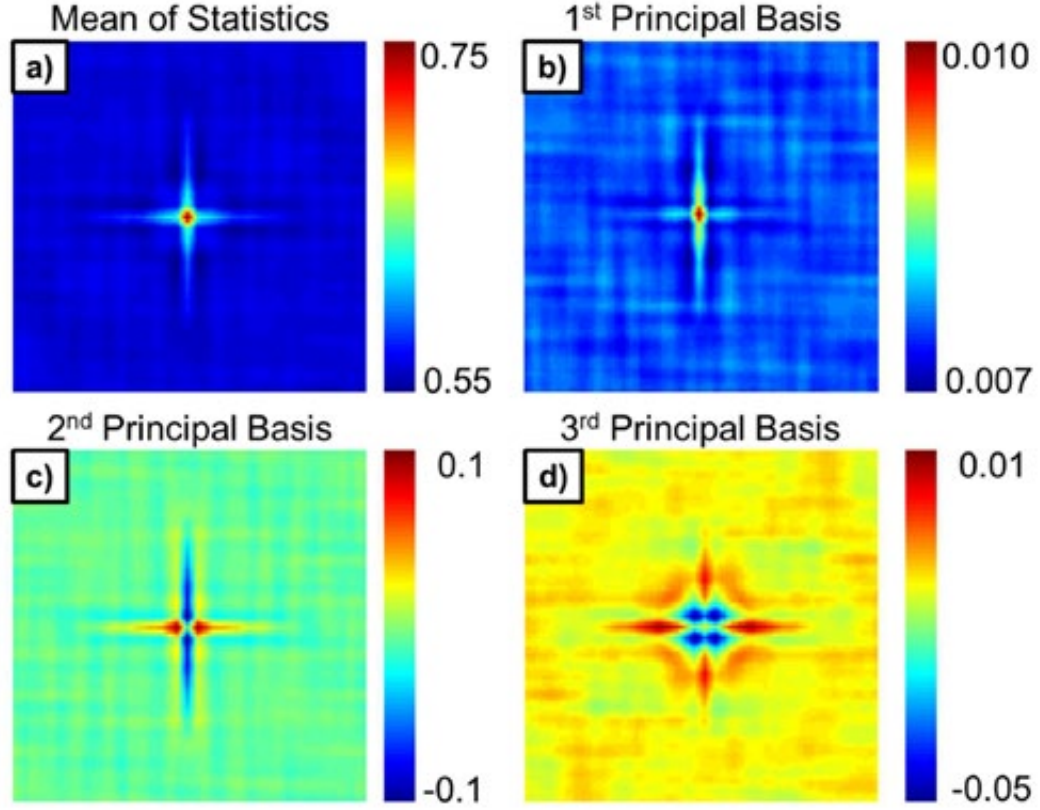 Mean of Statistics
a)
0.75
0.55
1st Principal Basis
b)
0.010
0.007
2nd Principal Basis
c)
0.1
-0.1
3rd Principal Basis
d)
0.01
-0.05